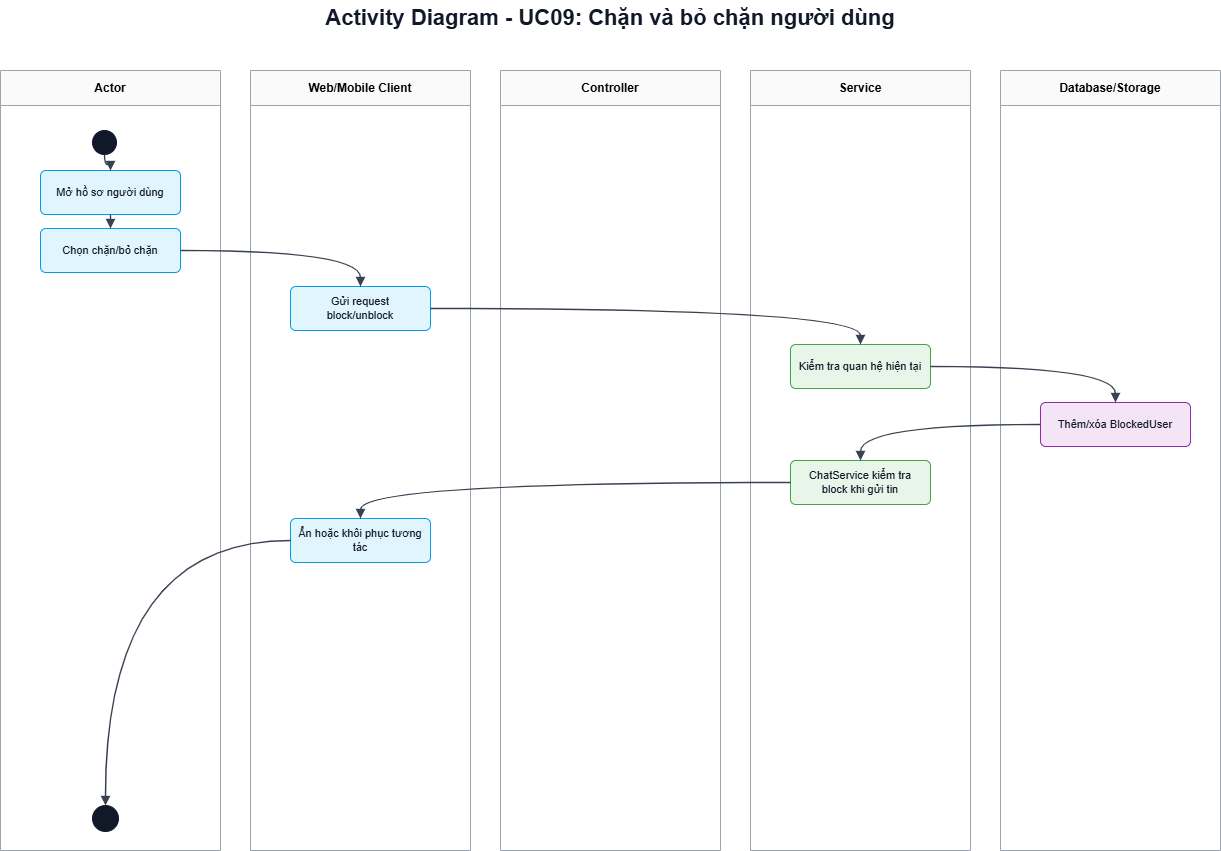 Activity Diagram - UC09: Chặn và bỏ chặn người dùng
Actor
Web/Mobile Client
Controller
Service
Database/Storage
Mở hồ sơ người dùng
Chọn chặn/bỏ chặn
Gửi request
block/unblock
Kiểm tra quan hệ hiện tại
Thêm/xóa BlockedUser
ChatService kiểm tra
block khi gửi tin
Ẩn hoặc khôi phục tương
tác